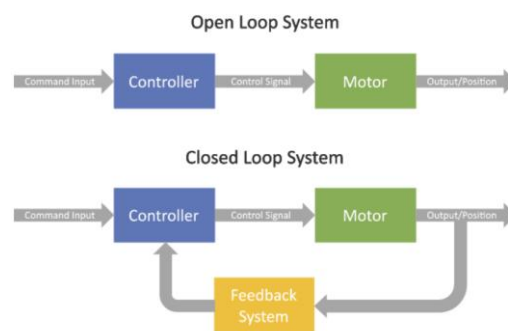 Open Loop System
Command Input
Controller
Control Signal
Motor
Output/Position
Closed Loop System
Command Input
Controller
Control Signal
Motor
Output/Position
Feedback
System